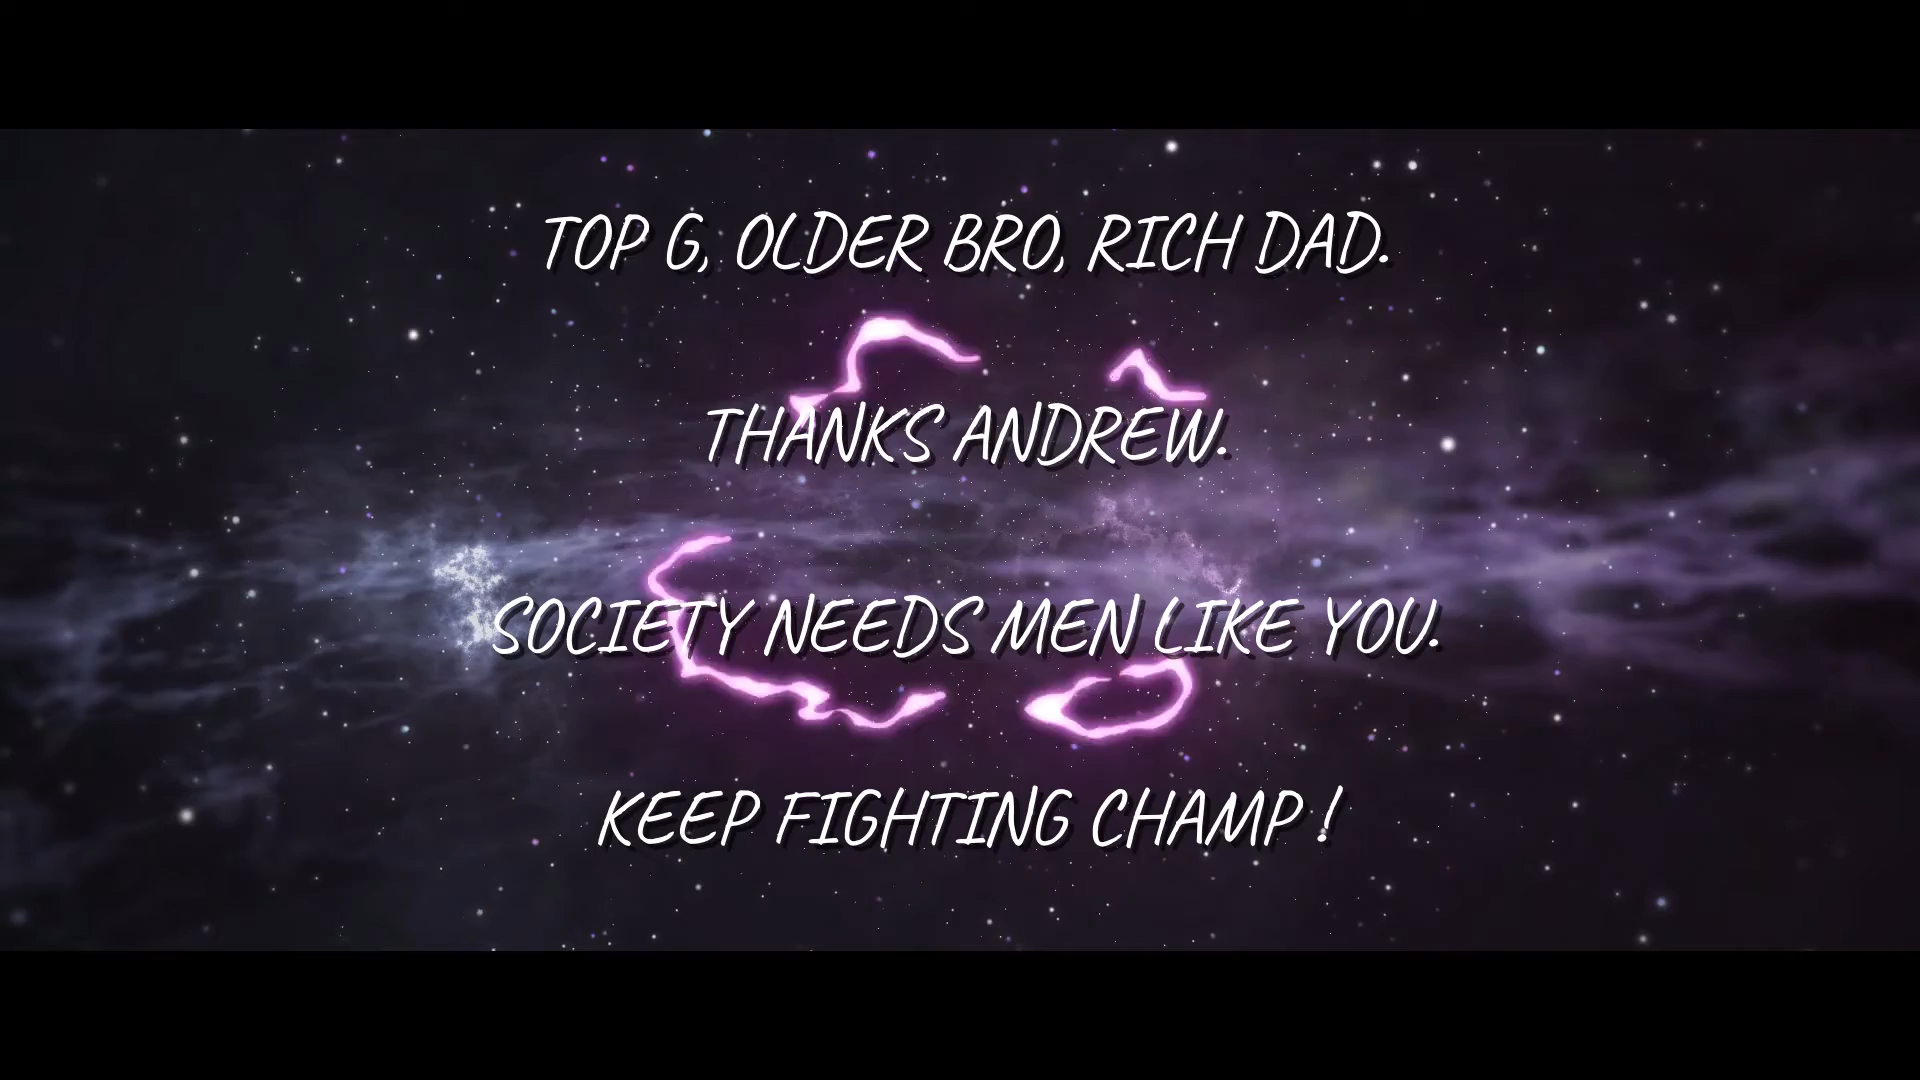 TOP G, OLDER BRO, RICH DAD.
THANKS ANDREW.
SOCIETY NEEDS MEN LIKE YOU.
KEEP FIGHTING CHAMP !